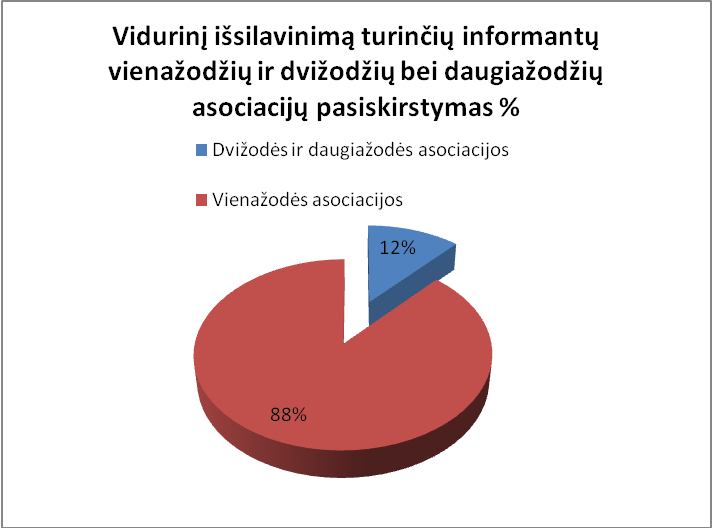 Vidurinį išsilavinimą turinčių informantų
vienažodžių ir dvižodžių bei daugiažodžių
asociacijų pasiskirstymas %
Dvižodės ir daugiažodės asociacijos
Vienažodės asociacijos
12%
88%